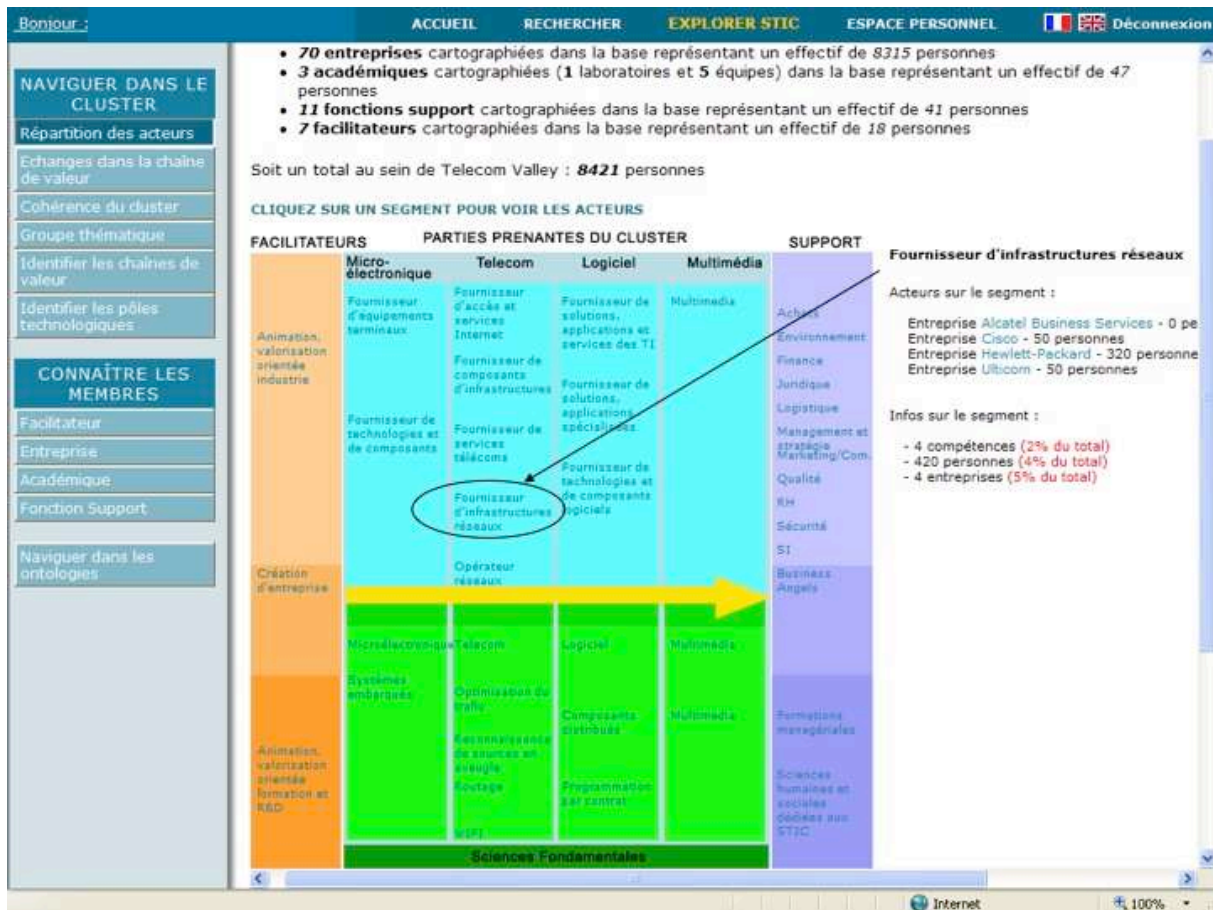 Bonjour :
ACCUEIL RECHERCHER EXPLORER STIC ESPACE PERSONNEL Déconnexion
NAVIGUER DANS LE
CLUSTER
Répartition des acteurs
Echanges dans la chaîne
de valeur
Cohérence du cluster
Groupe thématique
Identifier les chaînes de
valeur
Identifier les pôles
technologiques
CONNAÎTRE LES
MEMBRES
Facilitateur
Entreprise
Académique
Fonction Support
Naviguer dans les
ontologies
• 70 entreprises cartographiées dans la base représentant un effectif de 8315 personnes
• 3 académiques cartographiées (1 laboratoires et 5 équipes) dans la base représentant un effectif de 47
personnes
• 11 fonctions support cartographiées dans la base représentant un effectif de 41 personnes
• 7 facilitateurs cartographiées dans la base représentant un effectif de 18 personnes
Soit un total au sein de Telecom Valley : 8421 personnes
CLIQUEZ SUR UN SEGMENT POUR VOIR LES ACTEURS
FACILITATEURS
PARTIES PRENANTES DU CLUSTER
SUPPORT
Animation,
valorisation
orientée
industrie
Création
d'entreprise
Animation,
valorisation
orientée
formation et
R&D
Micro-
électronique
Fournisseur
d'équipements
terminaux
Fournisseur de
technologies et
de composants
Microélectronique
Systèmes
embarqués
Telecom
Fournisseur
d'accès et
services
Internet
Fournisseur de
composants
d'infrastructures
Fournisseur de
services
télécoms
Fournisseur
d'infrastructures
réseaux
Opérateur
réseaux
Telecom
Optimisation du
trafic
Reconnaissance
de sources en
aveugle
Routage
WIFI
Logiciel
Fournisseur de
solutions,
applications et
services des TI
Fournisseur de
solutions,
applications
spécialisées
Fournisseur de
technologies et
de composants
logiciels
Logiciel
Composants
distribués
Programmation
par contrat
Multimédia
Multimedia
Multimedia
Multimedia
Sciences Fondamentales
Achats
Environnement
Finance
Juridique
Logistique
Management et
stratégie
Marketing/Com.
Qualité
RH
Sécurité
SI
Business
Angels
Formations
managériales
Sciences
humaines et
sociales
dédiées aux
STIC
Fournisseur d'infrastructures réseaux
Acteurs sur le segment :
Entreprise Alcatel Business Services - 0 pe
Entreprise Cisco - 50 personnes
Entreprise Hewlett-Packard - 320 personne
Entreprise Ulticom - 50 personnes
Infos sur le segment :
- 4 compétences (2% du total)
- 420 personnes (4% du total)
- 4 entreprises (5% du total)
Internet
100%